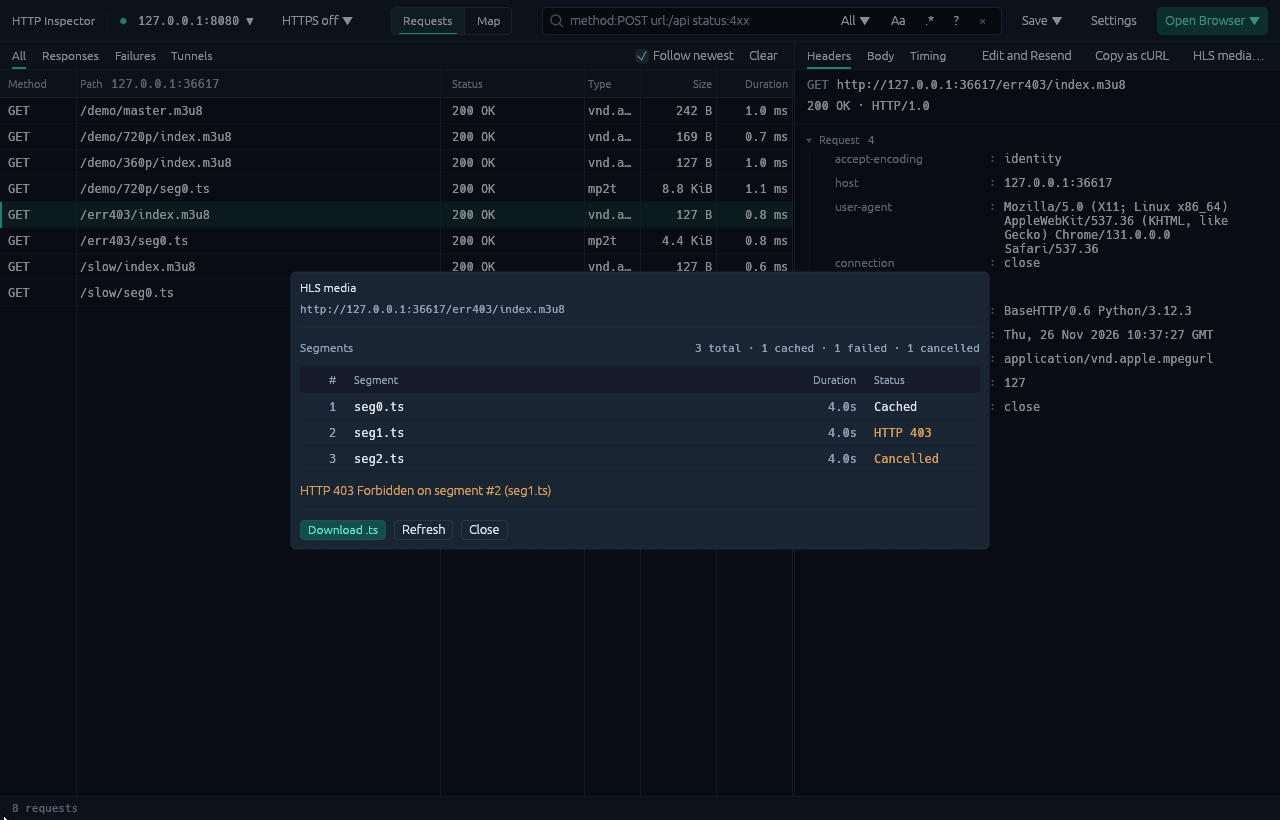 HTTP Inspector 127.0.0.1:8080 HTTPS off Requests Map method:POST url:/api status:4xx All Aa .* ? × Save Settings Open Browser
All Responses Failures Tunnels Follow newest Clear Headers Body Timing Edit and Resend Copy as cURL HLS media…
Method Path 127.0.0.1:36617 Status Type Size Duration
GET http://127.0.0.1:36617/err403/index.m3u8
200 OK · HTTP/1.0
GET /demo/master.m3u8 200 OK vnd.a… 242 B 1.0 ms
GET /demo/720p/index.m3u8 200 OK vnd.a… 169 B 0.7 ms
GET /demo/360p/index.m3u8 200 OK vnd.a… 127 B 1.0 ms
GET /demo/720p/seg0.ts 200 OK mp2t 8.8 KiB 1.1 ms
GET /err403/index.m3u8 200 OK vnd.a… 127 B 0.8 ms
GET /err403/seg0.ts 200 OK mp2t 4.4 KiB 0.8 ms
GET /slow/index.m3u8 200 OK vnd.a… 127 B 0.6 ms
GET /slow/seg0.ts
Request 4
accept-encoding : identity
host : 127.0.0.1:36617
user-agent : Mozilla/5.0 (X11; Linux x86_64)
AppleWebKit/537.36 (KHTML, like
Gecko) Chrome/131.0.0.0
Safari/537.36
connection : close
: BaseHTTP/0.6 Python/3.12.3
: Thu, 26 Nov 2026 10:37:27 GMT
: application/vnd.apple.mpegurl
: 127
: close
HLS media
http://127.0.0.1:36617/err403/index.m3u8
Segments 3 total · 1 cached · 1 failed · 1 cancelled
# Segment Duration Status
1 seg0.ts 4.0s Cached
2 seg1.ts 4.0s HTTP 403
3 seg2.ts 4.0s Cancelled
HTTP 403 Forbidden on segment #2 (seg1.ts)
Download .ts Refresh Close
8 requests